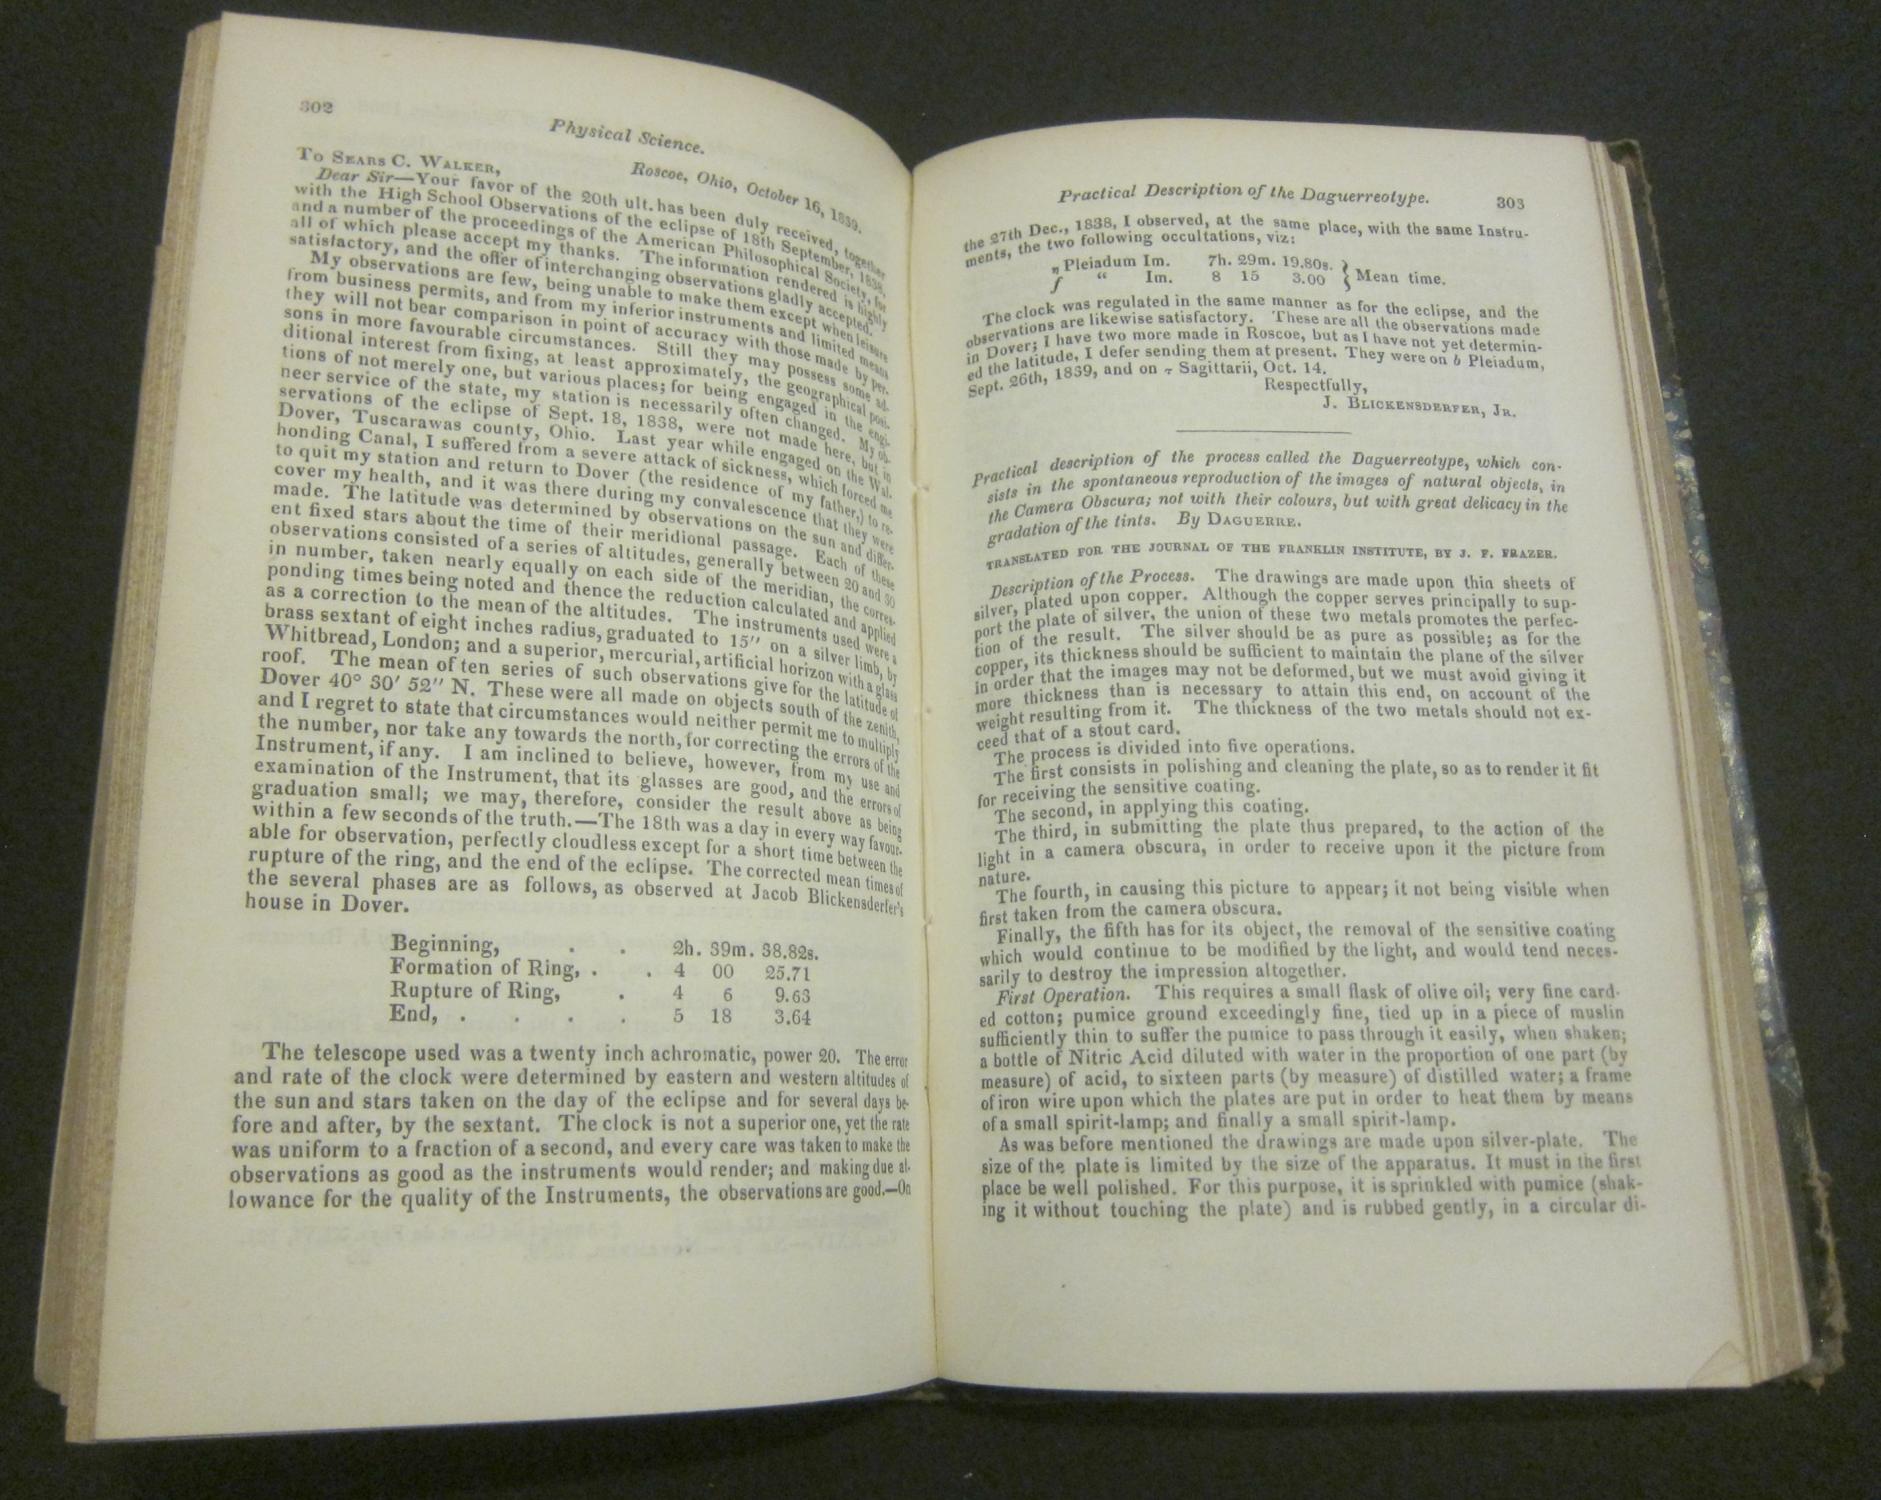 302
Physical Science.
Roscoe, Ohio, October 16, 1839.
To Sears C. Walker,
Dear Sir—Your favor of the 20th ult. has been duly received, together
with the High School Observations of the eclipse of 18th September, 1838,
and a number of the proceedings of the American Philosophical Society, for
all of which please accept my thanks. The information rendered is highly
satisfactory, and the offer of interchanging observations gladly accepted.
My observations are few, being unable to make them except when leisure
from business permits, and from my inferior instruments and limited means
they will not bear comparison in point of accuracy with those made by per-
sons in more favourable circumstances. Still they may possess some ad-
ditional interest from fixing, at least approximately, the geographical posi-
tions of not merely one, but various places; for being engaged in the engi-
neer service of the state, my station is necessarily often changed. My ob-
servations of the eclipse of Sept. 18, 1838, were not made here, but in
Dover, Tuscarawas county, Ohio. Last year while engaged on the Wal-
honding Canal, I suffered from a severe attack of sickness, which forced me
to quit my station and return to Dover (the residence of my father,) to re-
cover my health, and it was there during my convalescence that they were
made. The latitude was determined by observations on the sun and differ-
ent fixed stars about the time of their meridional passage. Each of these
observations consisted of a series of altitudes, generally between 20 and 30
in number, taken nearly equally on each side of the meridian, the corres-
ponding times being noted and thence the reduction calculated and applied
as a correction to the mean of the altitudes. The instruments used were a
brass sextant of eight inches radius, graduated to 15″ on a silver limb, by
Whitbread, London; and a superior, mercurial, artificial horizon with a glass
roof. The mean of ten series of such observations give for the latitude of
Dover 40° 30′ 52″ N. These were all made on objects south of the zenith,
and I regret to state that circumstances would neither permit me to multiply
the number, nor take any towards the north, for correcting the errors of the
Instrument, if any. I am inclined to believe, however, from my use and
examination of the Instrument, that its glasses are good, and the errors of
graduation small; we may, therefore, consider the result above as being
within a few seconds of the truth.—The 18th was a day in every way favour-
able for observation, perfectly cloudless except for a short time between the
rupture of the ring, and the end of the eclipse. The corrected mean times of
the several phases are as follows, as observed at Jacob Blickensderfer's
house in Dover.
Beginning, . . 2h. 39m. 38.82s.
Formation of Ring, . . 4 00 25.71
Rupture of Ring, . 4 6 9.63
End, . . . . 5 18 3.64
The telescope used was a twenty inch achromatic, power 20. The error
and rate of the clock were determined by eastern and western altitudes of
the sun and stars taken on the day of the eclipse and for several days be-
fore and after, by the sextant. The clock is not a superior one, yet the rate
was uniform to a fraction of a second, and every care was taken to make the
observations as good as the instruments would render; and making due al-
lowance for the quality of the Instruments, the observations are good.—On
Practical Description of the Daguerreotype. 303
the 27th Dec., 1838, I observed, at the same place, with the same Instru-
ments, the two following occultations, viz:
η Pleiadum Im. 7h. 29m. 19.80s. } Mean time.
f “ Im. 8 15 3.00
The clock was regulated in the same manner as for the eclipse, and the
observations are likewise satisfactory. These are all the observations made
in Dover; I have two more made in Roscoe, but as I have not yet determin-
ed the latitude, I defer sending them at present. They were on b Pleiadum,
Sept. 26th, 1839, and on τ Sagittarii, Oct. 14.
Respectfully,
J. Blickensderfer, Jr.
Practical description of the process called the Daguerreotype, which con-
sists in the spontaneous reproduction of the images of natural objects, in
the Camera Obscura; not with their colours, but with great delicacy in the
gradation of the tints. By Daguerre.
TRANSLATED FOR THE JOURNAL OF THE FRANKLIN INSTITUTE, BY J. F. FRAZER.
Description of the Process. The drawings are made upon thin sheets of
silver, plated upon copper. Although the copper serves principally to sup-
port the plate of silver, the union of these two metals promotes the perfec-
tion of the result. The silver should be as pure as possible; as for the
copper, its thickness should be sufficient to maintain the plane of the silver
in order that the images may not be deformed, but we must avoid giving it
more thickness than is necessary to attain this end, on account of the
weight resulting from it. The thickness of the two metals should not ex-
ceed that of a stout card.
The process is divided into five operations.
The first consists in polishing and cleaning the plate, so as to render it fit
for receiving the sensitive coating.
The second, in applying this coating.
The third, in submitting the plate thus prepared, to the action of the
light in a camera obscura, in order to receive upon it the picture from
nature.
The fourth, in causing this picture to appear; it not being visible when
first taken from the camera obscura.
Finally, the fifth has for its object, the removal of the sensitive coating
which would continue to be modified by the light, and would tend neces-
sarily to destroy the impression altogether.
First Operation. This requires a small flask of olive oil; very fine card-
ed cotton; pumice ground exceedingly fine, tied up in a piece of muslin
sufficiently thin to suffer the pumice to pass through it easily, when shaken;
a bottle of Nitric Acid diluted with water in the proportion of one part (by
measure) of acid, to sixteen parts (by measure) of distilled water; a frame
of iron wire upon which the plates are put in order to heat them by means
of a small spirit-lamp; and finally a small spirit-lamp.
As was before mentioned the drawings are made upon silver-plate. The
size of the plate is limited by the size of the apparatus. It must in the first
place be well polished. For this purpose, it is sprinkled with pumice (shak-
ing it without touching the plate) and is rubbed gently, in a circular di-